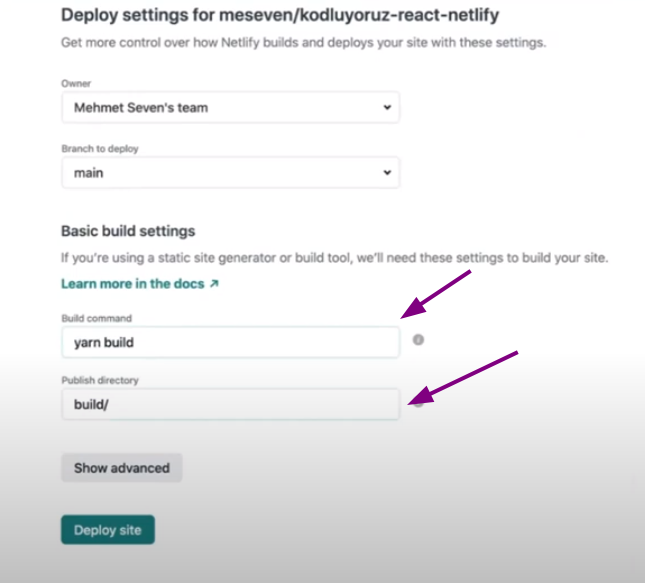 Deploy settings for meseven/kodluyoruz-react-netlify
Get more control over how Netlify builds and deploys your site with these settings.
Owner
Mehmet Seven's team
Branch to deploy
main
Basic build settings
If you're using a static site generator or build tool, we'll need these settings to build your site.
Learn more in the docs ↗
Build command
yarn build
Publish directory
build/
Show advanced
Deploy site